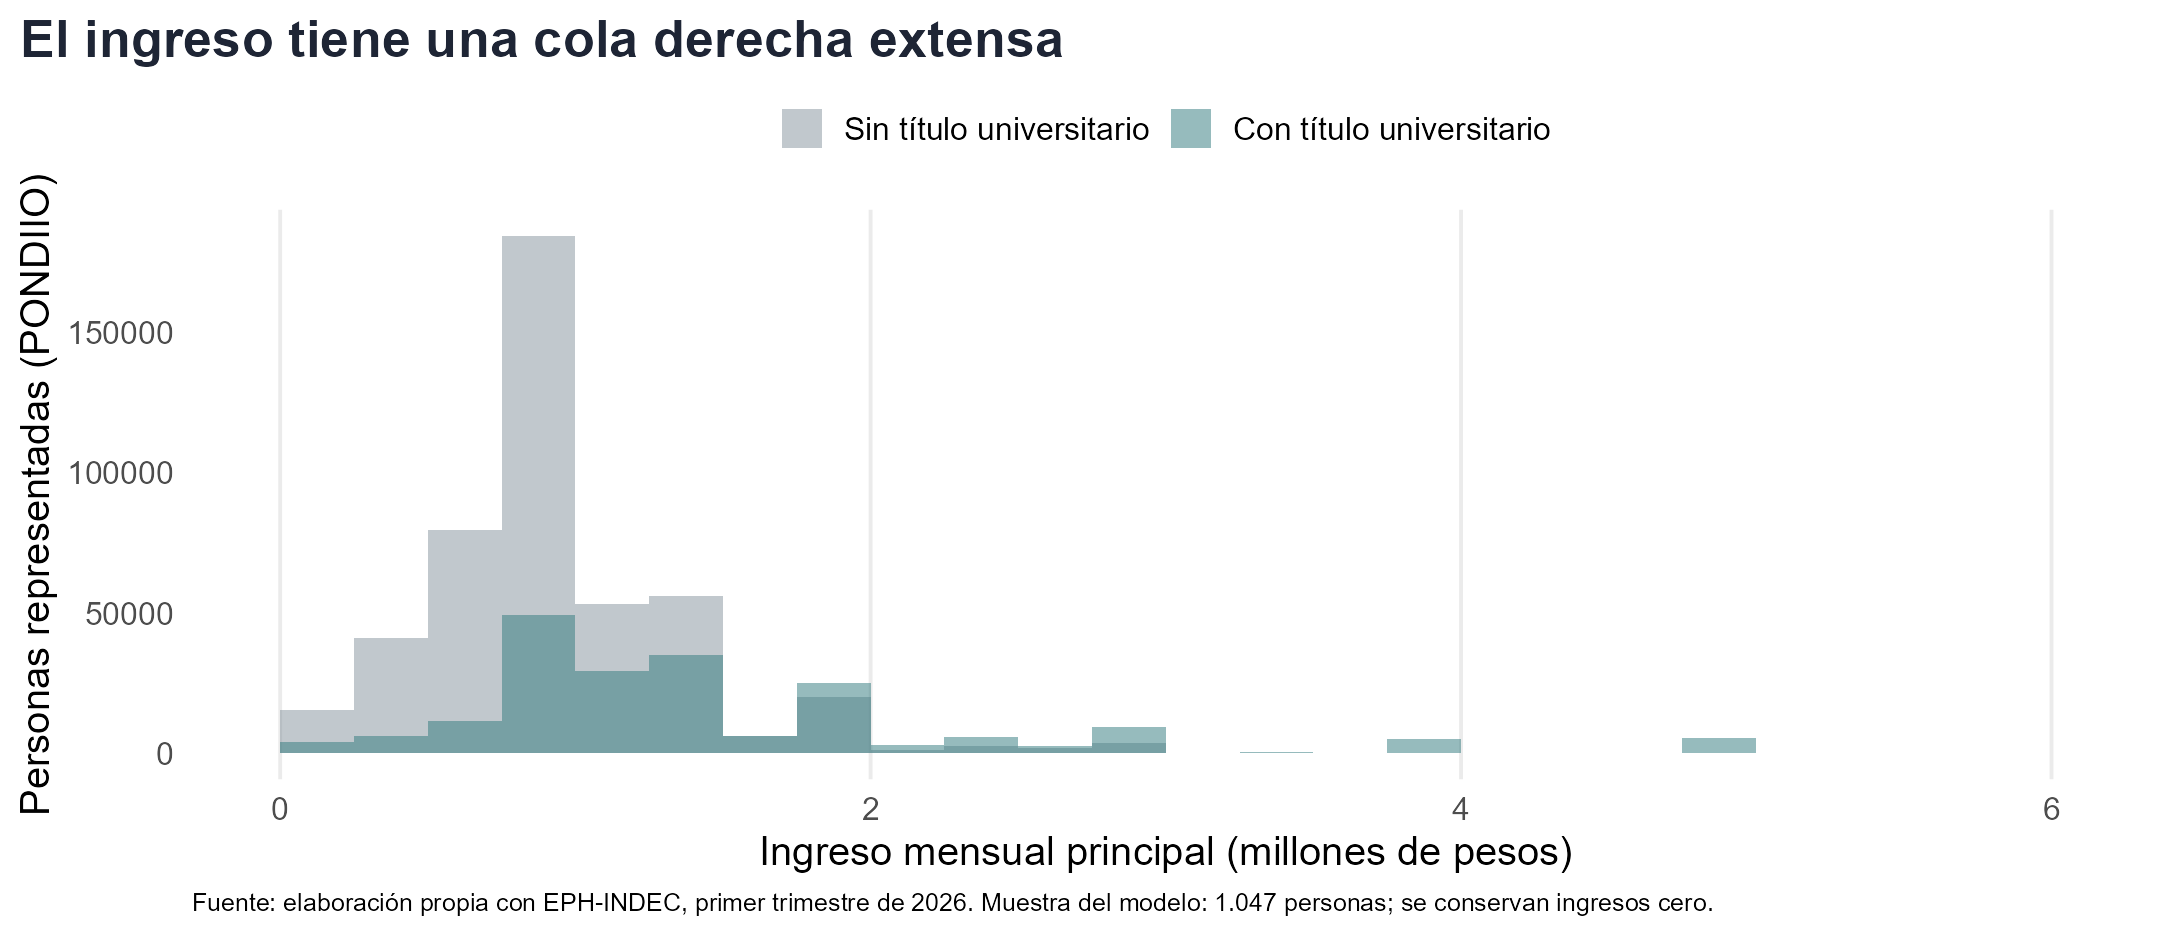 El ingreso tiene una cola derecha extensa
Sin título universitario
Con título universitario
Personas representadas (PONDIIO)
150000
100000
50000
0
0
2
4
6
Ingreso mensual principal (millones de pesos)
Fuente: elaboración propia con EPH-INDEC, primer trimestre de 2026. Muestra del modelo: 1.047 personas; se conservan ingresos cero.